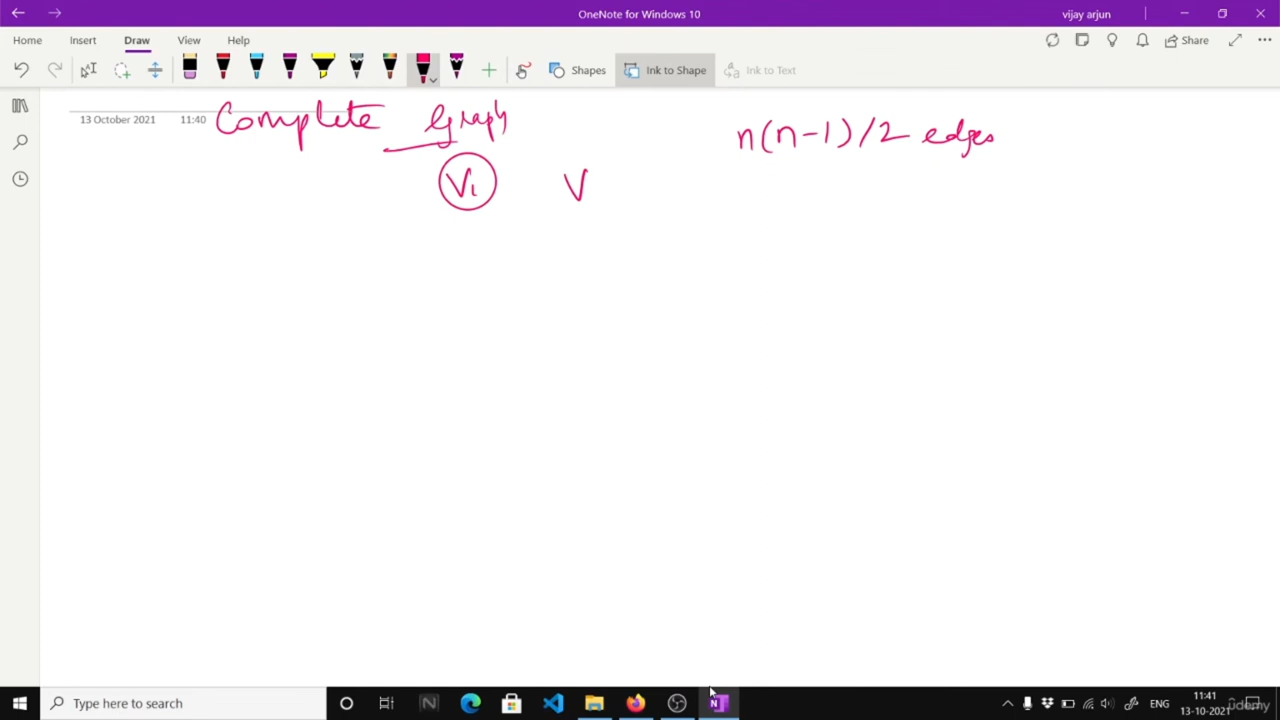 OneNote for Windows 10
vijay arjun
Home Insert Draw View Help
Share
Shapes
Ink to Shape
Ink to Text
13 October 2021 11:40
Complete Graph
n(n-1)/2 edges
V1 V
Type here to search
N
N
ENG
11:41
13-10-2021
udemy